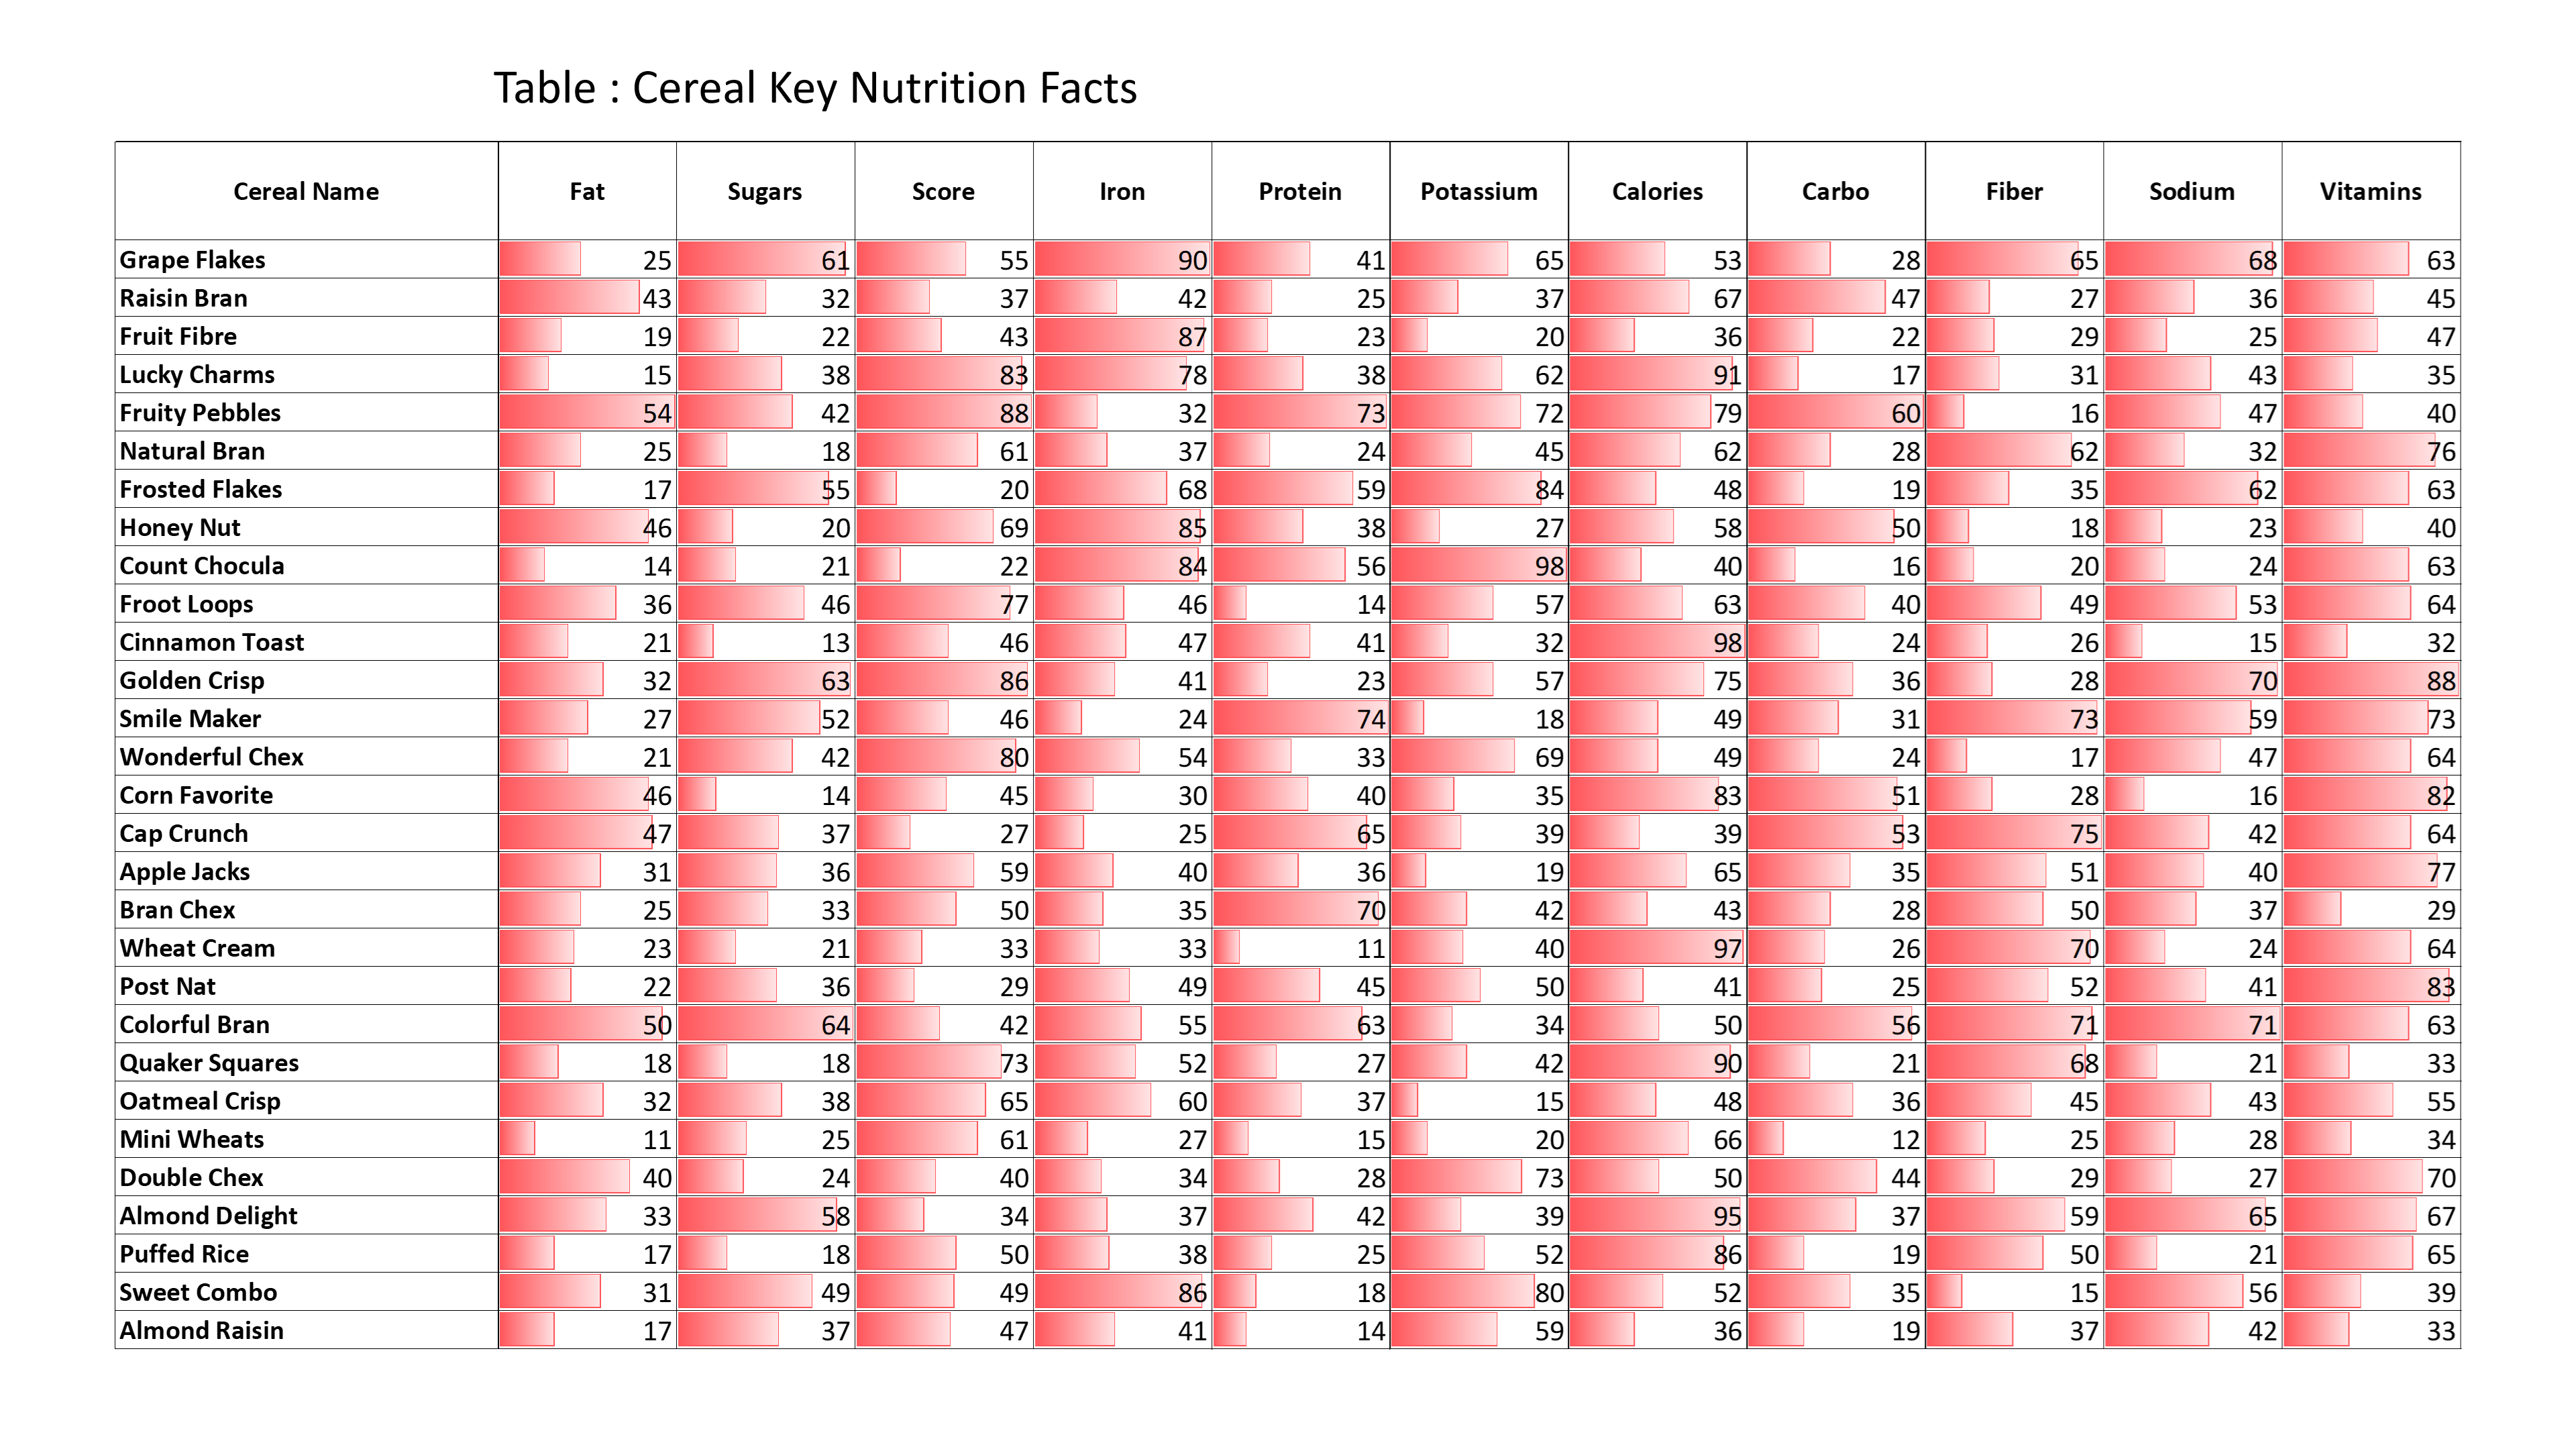 Table : Cereal Key Nutrition Facts
Cereal Name Fat Sugars Score Iron Protein Potassium Calories Carbo Fiber Sodium Vitamins
Grape Flakes 25 61 55 90 41 65 53 28 65 68 63
Raisin Bran 43 32 37 42 25 37 67 47 27 36 45
Fruit Fibre 19 22 43 87 23 20 36 22 29 25 47
Lucky Charms 15 38 83 78 38 62 91 17 31 43 35
Fruity Pebbles 54 42 88 32 73 72 79 60 16 47 40
Natural Bran 25 18 61 37 24 45 62 28 62 32 76
Frosted Flakes 17 55 20 68 59 84 48 19 35 62 63
Honey Nut 46 20 69 85 38 27 58 50 18 23 40
Count Chocula 14 21 22 84 56 98 40 16 20 24 63
Froot Loops 36 46 77 46 14 57 63 40 49 53 64
Cinnamon Toast 21 13 46 47 41 32 98 24 26 15 32
Golden Crisp 32 63 86 41 23 57 75 36 28 70 88
Smile Maker 27 52 46 24 74 18 49 31 73 59 73
Wonderful Chex 21 42 80 54 33 69 49 24 17 47 64
Corn Favorite 46 14 45 30 40 35 83 51 28 16 82
Cap Crunch 47 37 27 25 65 39 39 53 75 42 64
Apple Jacks 31 36 59 40 36 19 65 35 51 40 77
Bran Chex 25 33 50 35 70 42 43 28 50 37 29
Wheat Cream 23 21 33 33 11 40 97 26 70 24 64
Post Nat 22 36 29 49 45 50 41 25 52 41 83
Colorful Bran 50 64 42 55 63 34 50 56 71 71 63
Quaker Squares 18 18 73 52 27 42 90 21 68 21 33
Oatmeal Crisp 32 38 65 60 37 15 48 36 45 43 55
Mini Wheats 11 25 61 27 15 20 66 12 25 28 34
Double Chex 40 24 40 34 28 73 50 44 29 27 70
Almond Delight 33 58 34 37 42 39 95 37 59 65 67
Puffed Rice 17 18 50 38 25 52 86 19 50 21 65
Sweet Combo 31 49 49 86 18 80 52 35 15 56 39
Almond Raisin 17 37 47 41 14 59 36 19 37 42 33